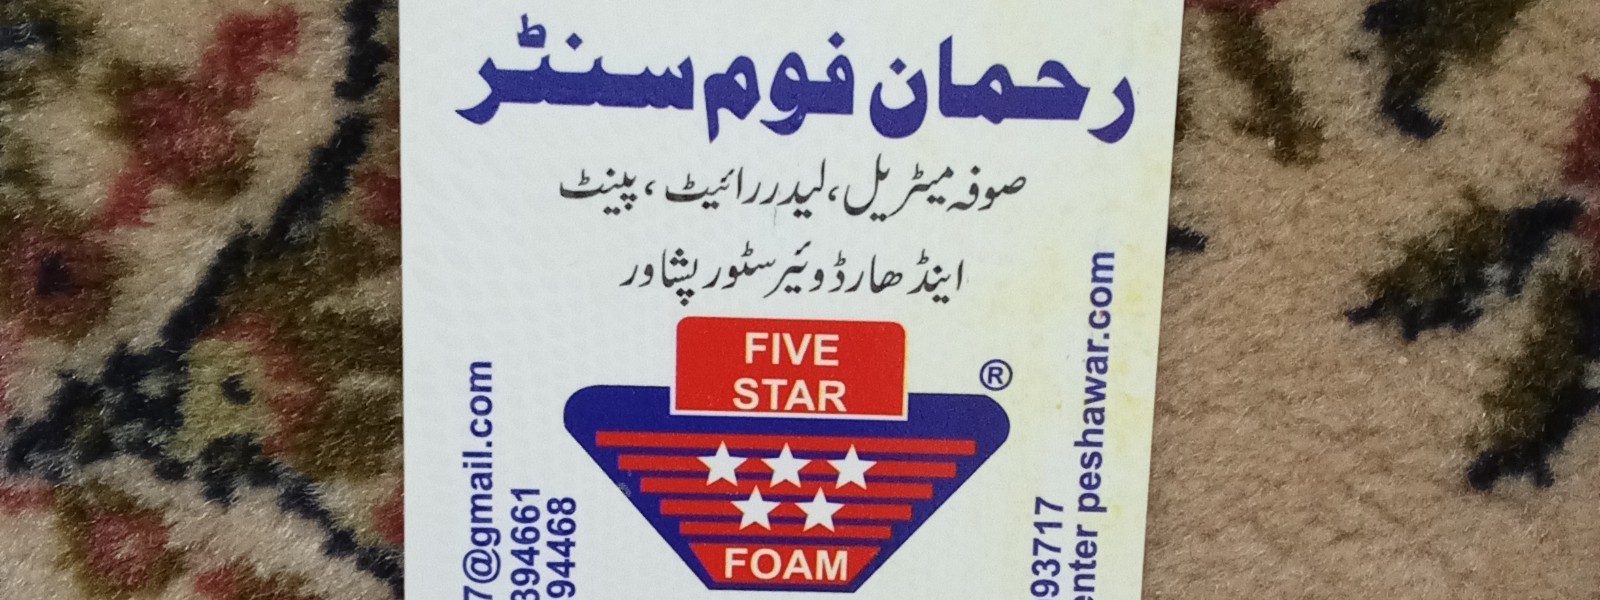 رحمان فوم سنٹر
صوفہ میٹریل، لیدر رائیٹ، پینٹ
اینڈ ھارڈ وئیر سٹور پشاور
FIVE
STAR
®
FOAM
7@gmail.com
394661
94468
93717
enter peshawar.com